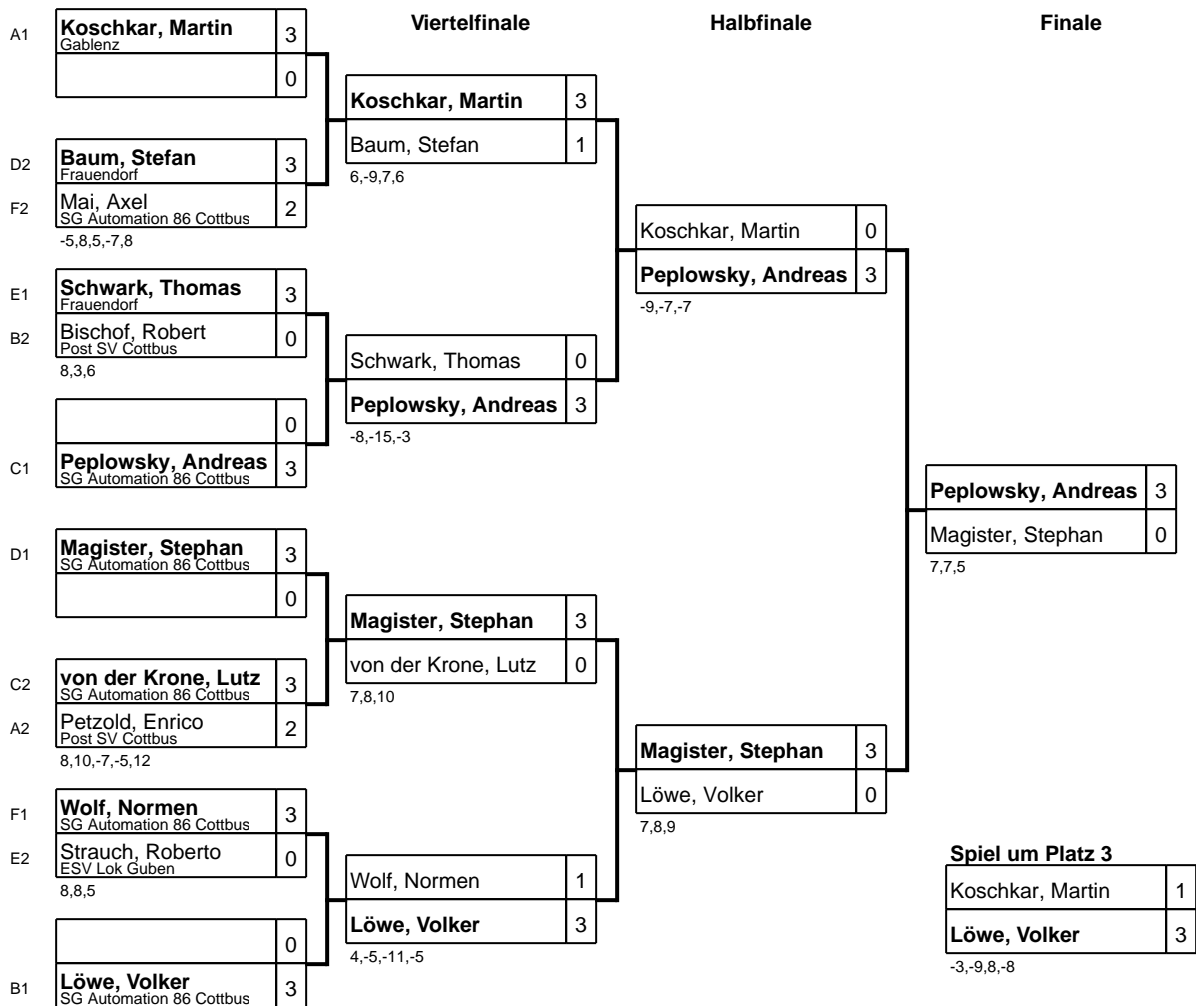 Viertelfinale
Halbfinale
Finale
A1
Koschkar, Martin 3
Gablenz
0
D2
Baum, Stefan 3
Frauendorf
F2
Mai, Axel 2
SG Automation 86 Cottbus
-5,8,5,-7,8
E1
Schwark, Thomas 3
Frauendorf
B2
Bischof, Robert 0
Post SV Cottbus
8,3,6
0
C1
Peplowsky, Andreas 3
SG Automation 86 Cottbus
D1
Magister, Stephan 3
SG Automation 86 Cottbus
0
C2
von der Krone, Lutz 3
SG Automation 86 Cottbus
A2
Petzold, Enrico 2
Post SV Cottbus
8,10,-7,-5,12
F1
Wolf, Normen 3
SG Automation 86 Cottbus
E2
Strauch, Roberto 0
ESV Lok Guben
8,8,5
0
B1
Löwe, Volker 3
SG Automation 86 Cottbus
Koschkar, Martin 3
Baum, Stefan 1
6,-9,7,6
Schwark, Thomas 0
Peplowsky, Andreas 3
-8,-15,-3
Magister, Stephan 3
von der Krone, Lutz 0
7,8,10
Wolf, Normen 1
Löwe, Volker 3
4,-5,-11,-5
Koschkar, Martin 0
Peplowsky, Andreas 3
-9,-7,-7
Magister, Stephan 3
Löwe, Volker 0
7,8,9
Peplowsky, Andreas 3
Magister, Stephan 0
7,7,5
Spiel um Platz 3
Koschkar, Martin 1
Löwe, Volker 3
-3,-9,8,-8